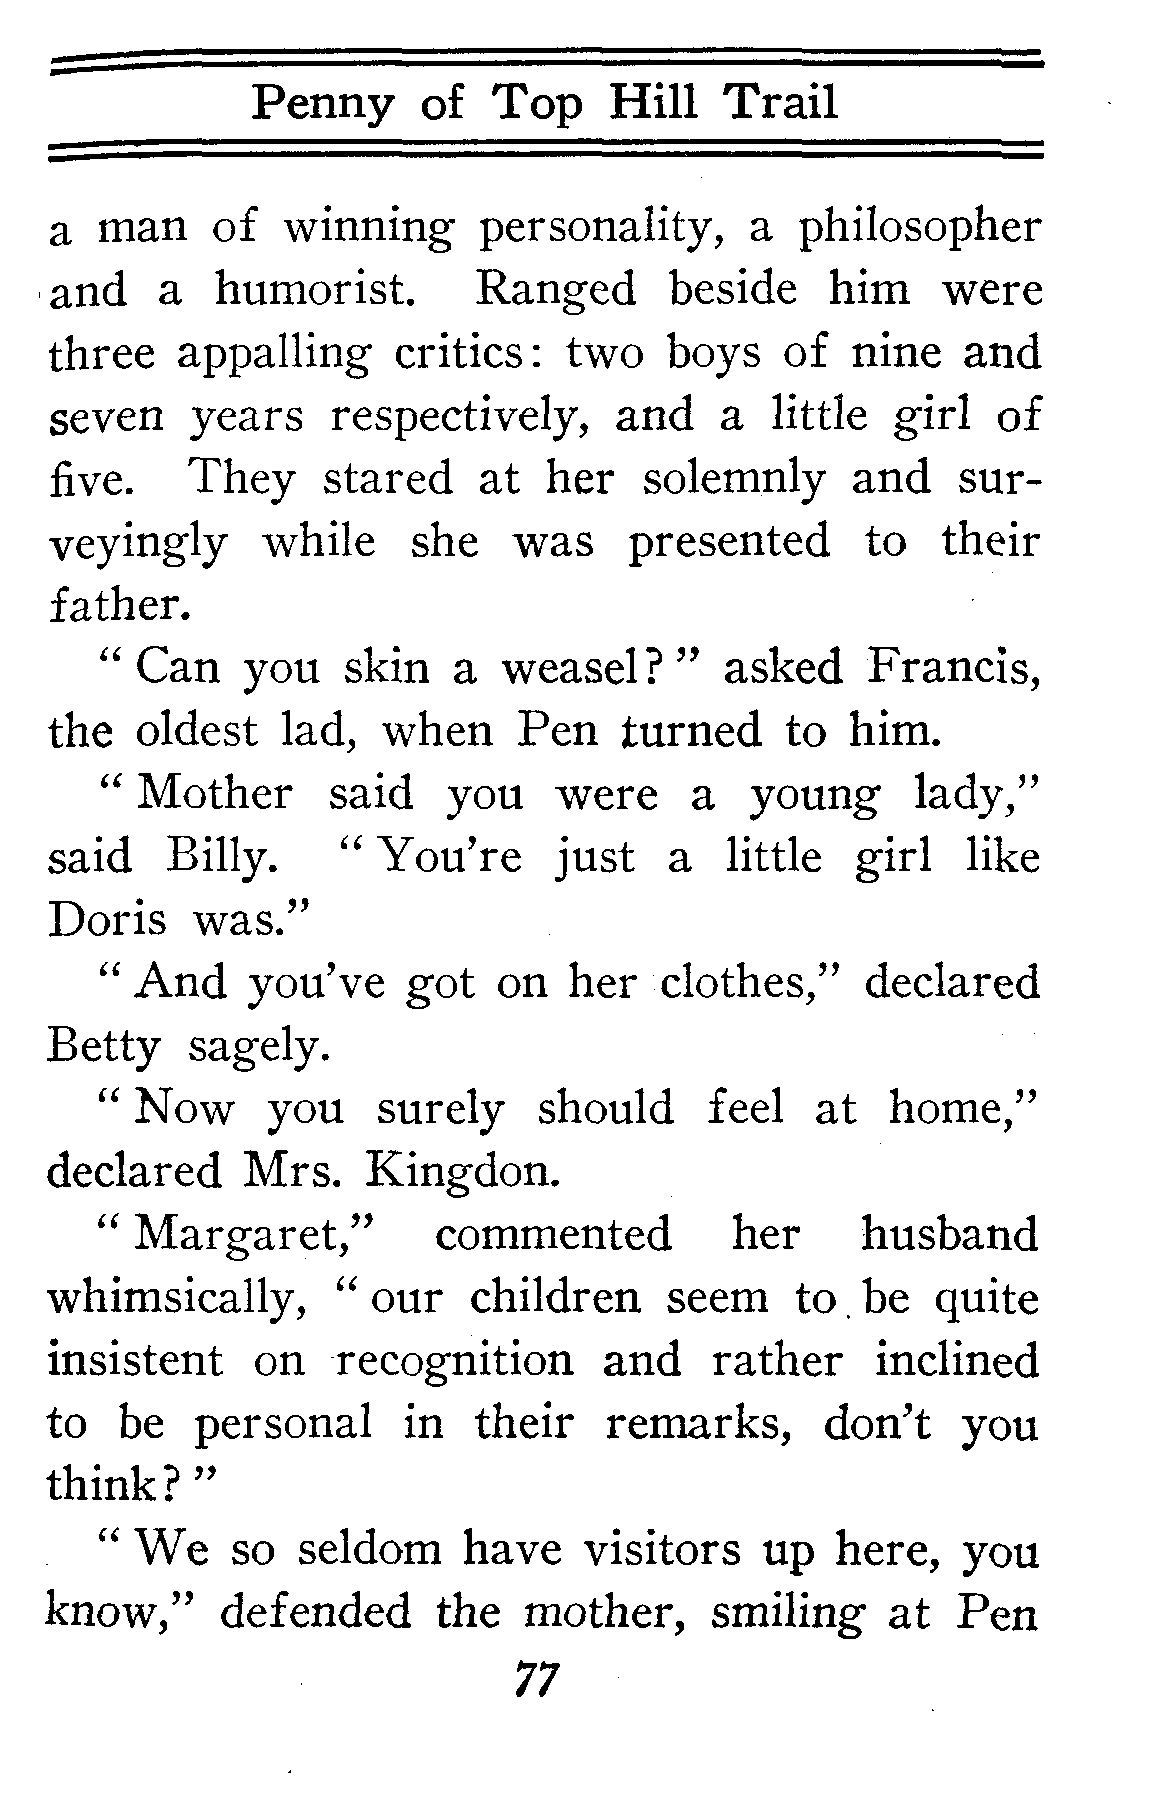 Penny of Top Hill Trail
a man of winning personality, a philosopher
and a humorist. Ranged beside him were
three appalling critics: two boys of nine and
seven years respectively, and a little girl of
five. They stared at her solemnly and sur-
veyingly while she was presented to their
father.
“ Can you skin a weasel? ” asked Francis,
the oldest lad, when Pen turned to him.
“ Mother said you were a young lady,”
said Billy. “ You’re just a little girl like
Doris was.”
“ And you’ve got on her clothes,” declared
Betty sagely.
“ Now you surely should feel at home,”
declared Mrs. Kingdon.
“ Margaret,” commented her husband
whimsically, “ our children seem to be quite
insistent on recognition and rather inclined
to be personal in their remarks, don’t you
think? ”
“ We so seldom have visitors up here, you
know,” defended the mother, smiling at Pen
77